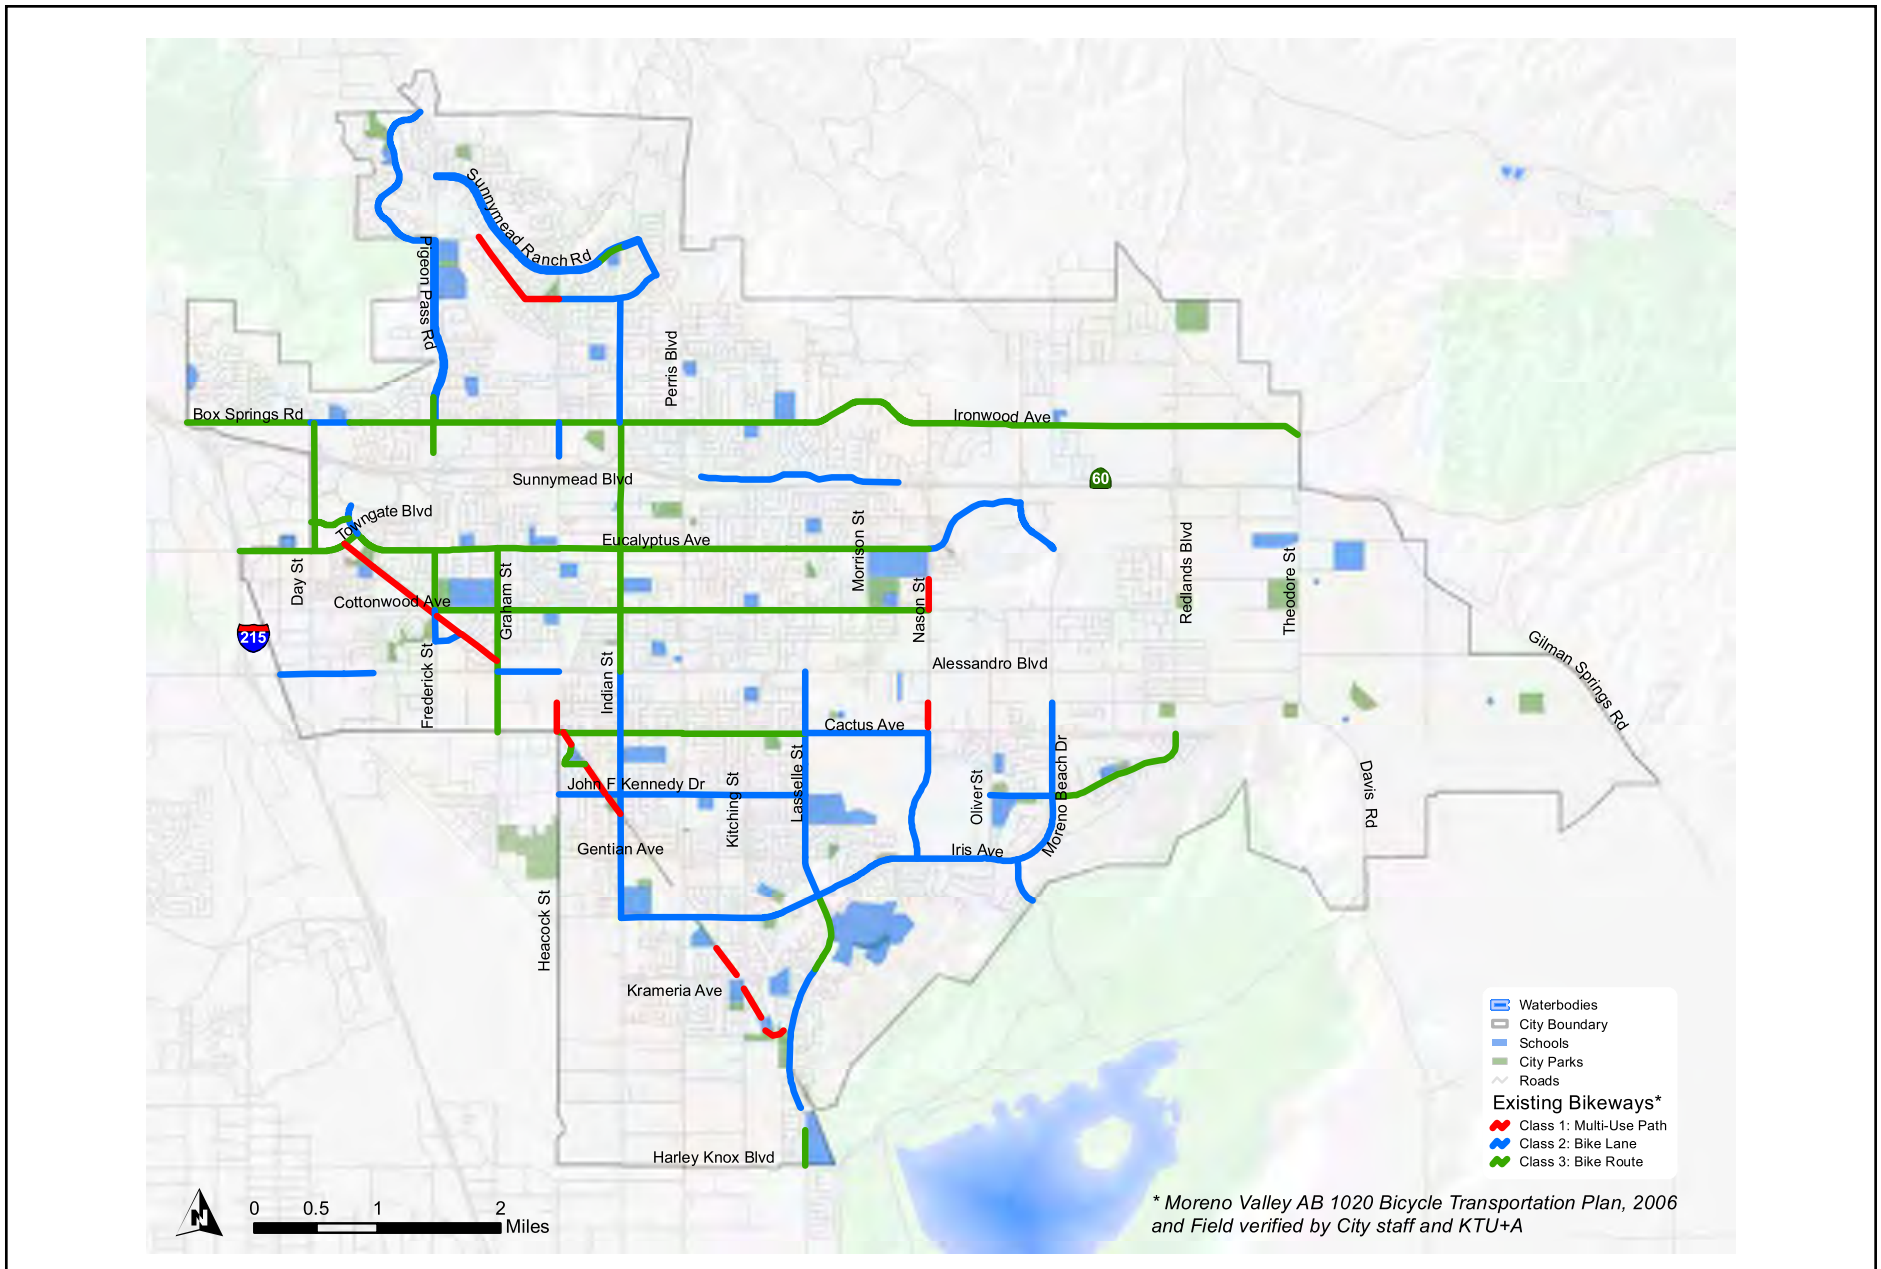 Sunnymead Ranch Rd
Pigeon Pass Rd
Perris Blvd
Box Springs Rd
Ironwood Ave
Sunnymead Blvd
60
Towngate Blvd
Eucalyptus Ave
Morrison St
Redlands Blvd
Theodore St
Day St
Graham St
Cottonwood Ave
Nason St
215
Gilman Springs Rd
Frederick St
Indian St
Alessandro Blvd
Cactus Ave
Moreno Beach Dr
Lasselle St
Kitching St
Oliver St
Davis Rd
John F Kennedy Dr
Gentian Ave
Iris Ave
Heacock St
Krameria Ave
Harley Knox Blvd
Waterbodies
City Boundary
Schools
City Parks
Roads
Existing Bikeways*
Class 1: Multi-Use Path
Class 2: Bike Lane
Class 3: Bike Route
N
0 0.5 1 2
Miles
* Moreno Valley AB 1020 Bicycle Transportation Plan, 2006
and Field verified by City staff and KTU+A